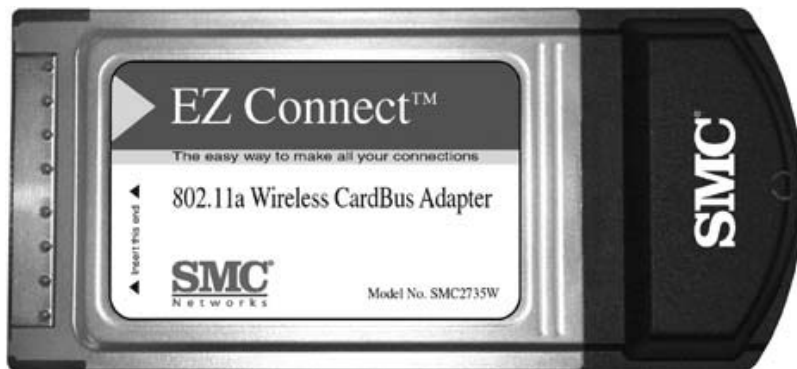 EZ Connect™
The easy way to make all your connections
▲ Insert this end ▲
802.11a Wireless CardBus Adapter
SMC®
Networks
Model No. SMC2735W
SMC®